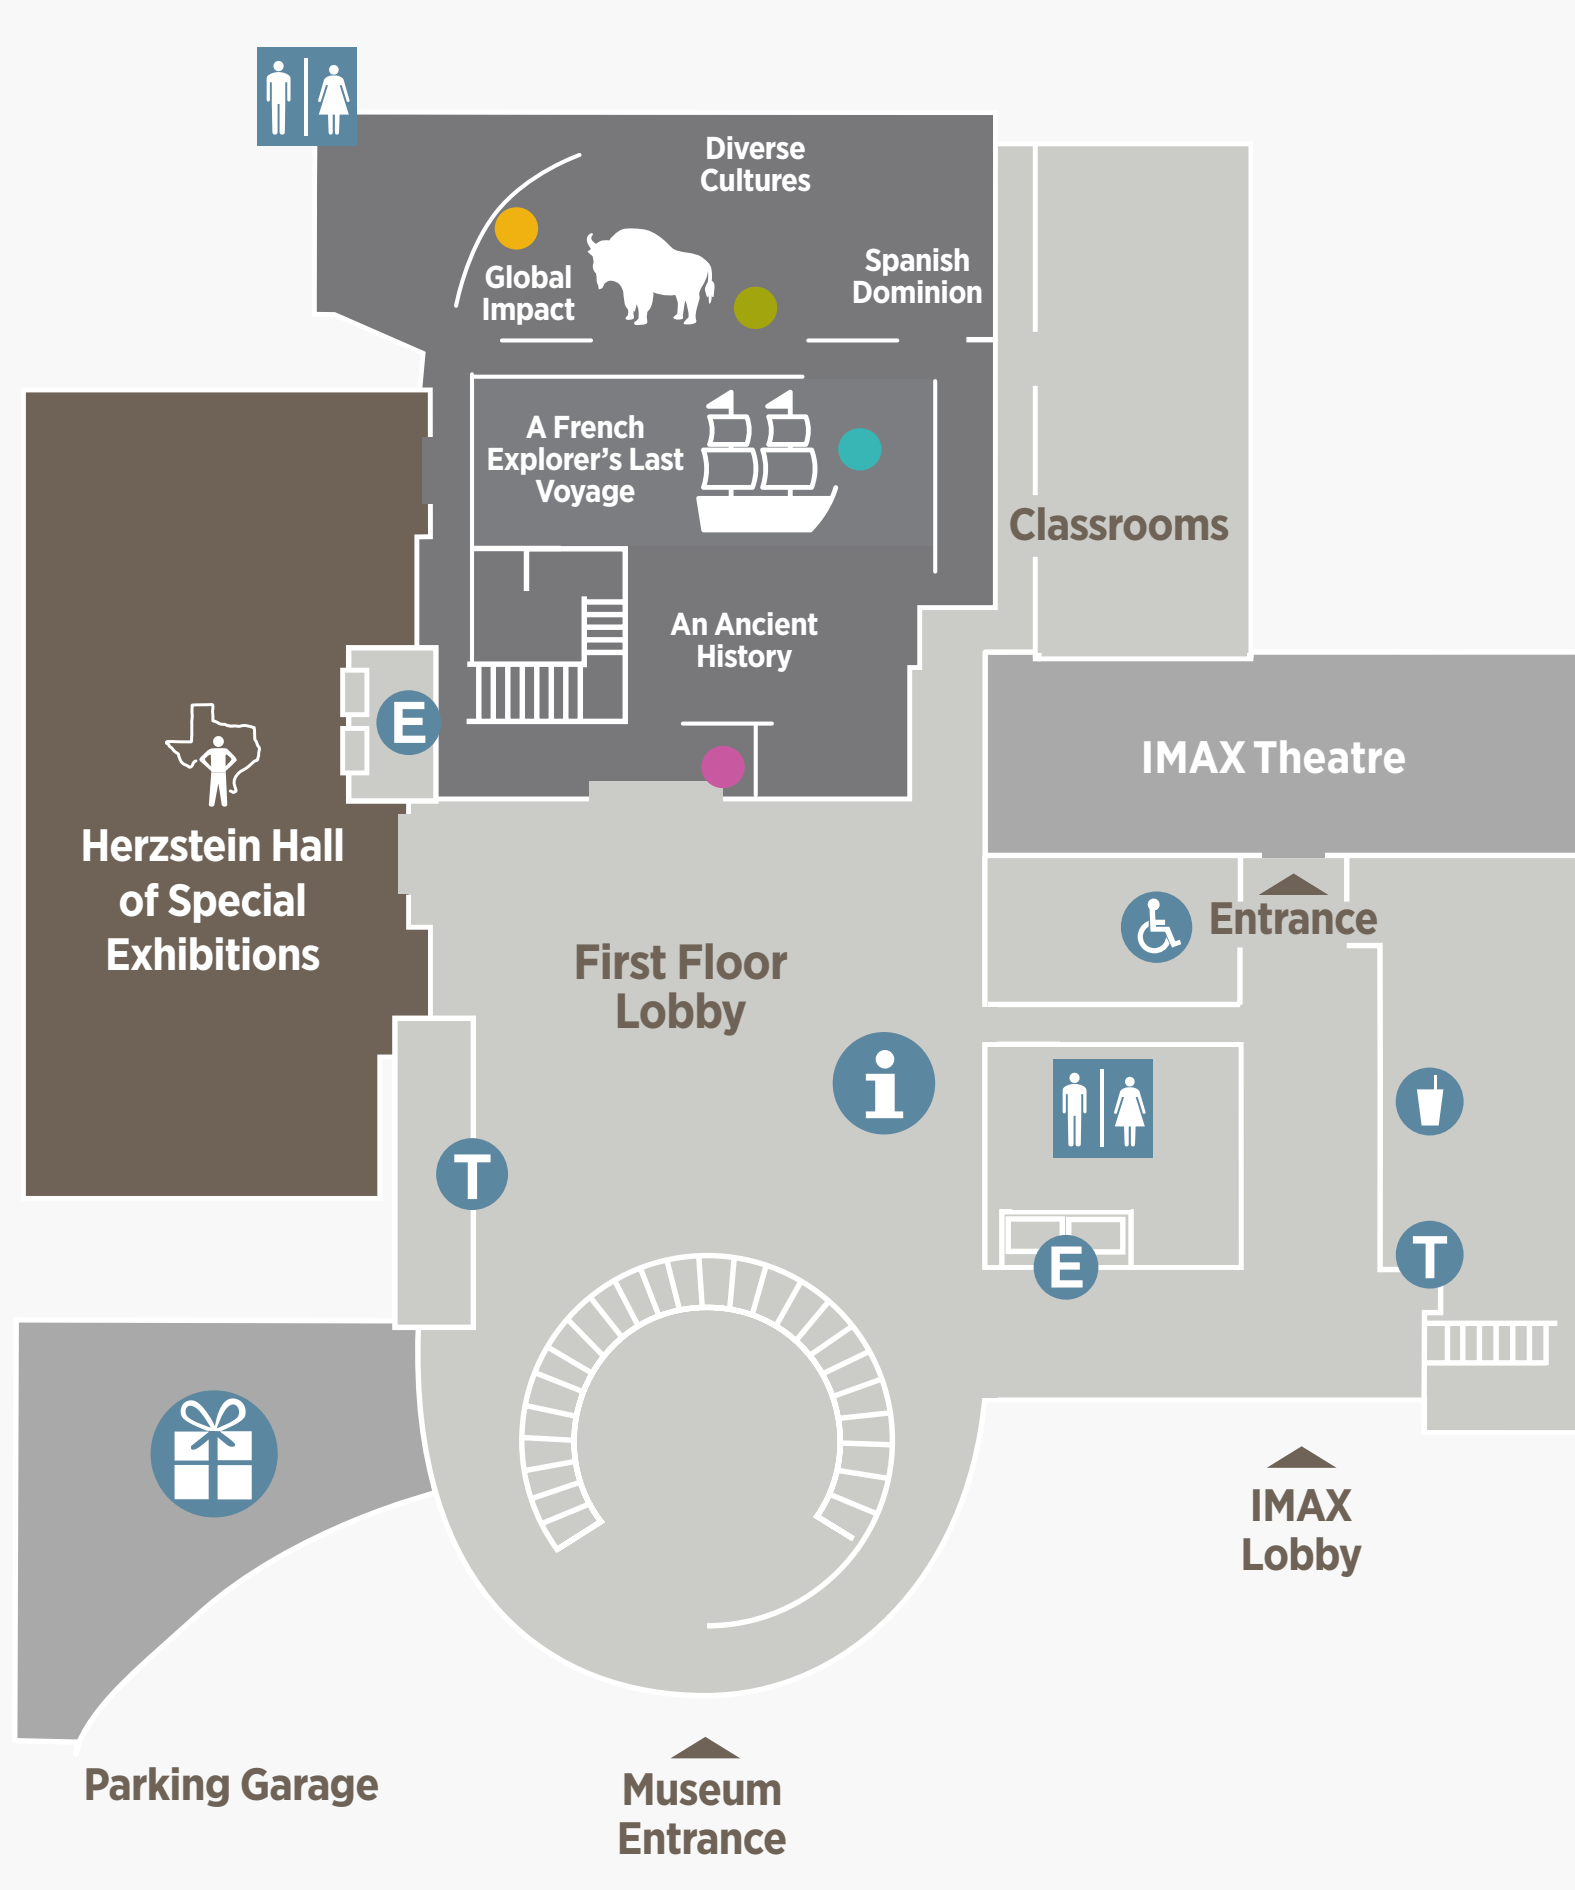 Diverse
Cultures
Global
Impact
Spanish
Dominion
A French
Explorer's Last
Voyage
Classrooms
An Ancient
History
E
IMAX Theatre
Herzstein Hall
of Special
Exhibitions
Entrance
First Floor
Lobby
i
T
E
T
IMAX
Lobby
Parking Garage
Museum
Entrance